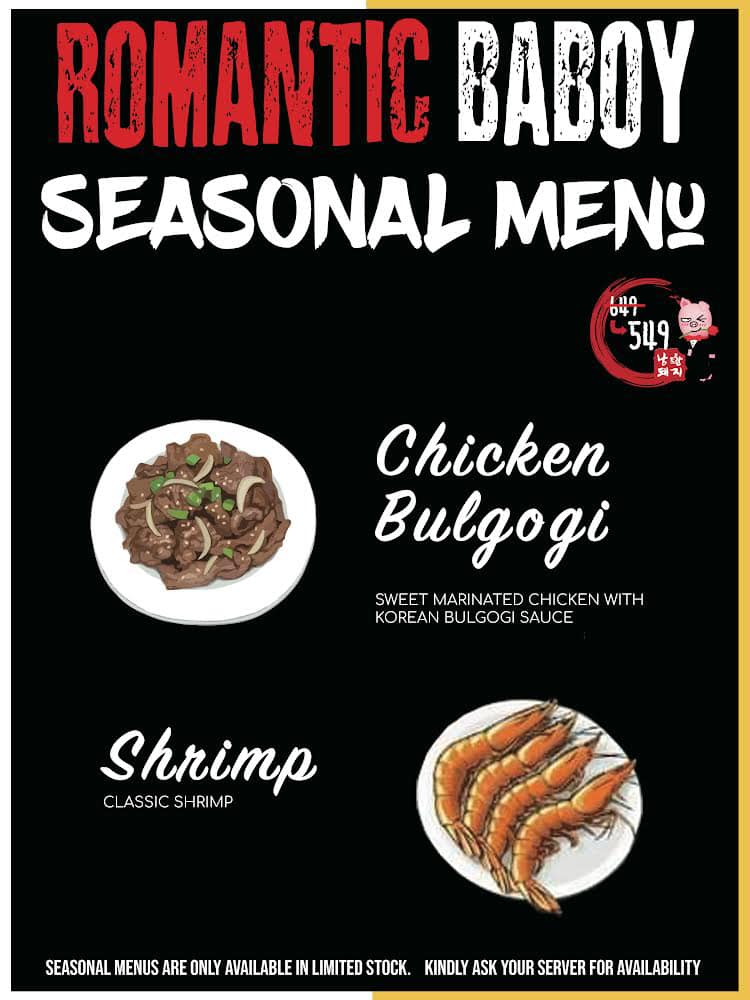 ROMANTIC BABOY
SEASONAL MENU
649
549
낭만
돼지
Chicken
Bulgogi
SWEET MARINATED CHICKEN WITH
KOREAN BULGOGI SAUCE
Shrimp
CLASSIC SHRIMP
SEASONAL MENUS ARE ONLY AVAILABLE IN LIMITED STOCK. KINDLY ASK YOUR SERVER FOR AVAILABILITY